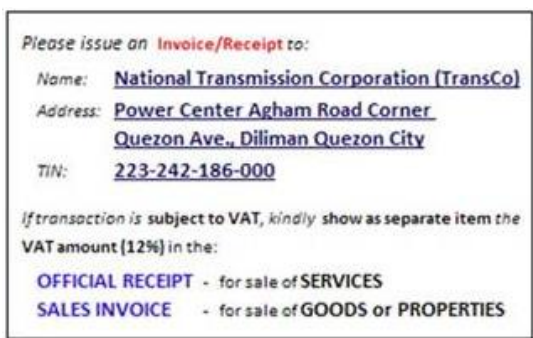 Please issue an Invoice/Receipt to:
Name: National Transmission Corporation (TransCo)
Address: Power Center Agham Road Corner
Quezon Ave., Diliman Quezon City
TIN: 223-242-186-000
If transaction is subject to VAT, kindly show as separate item the
VAT amount (12%) in the:
OFFICIAL RECEIPT - for sale of SERVICES
SALES INVOICE - for sale of GOODS or PROPERTIES